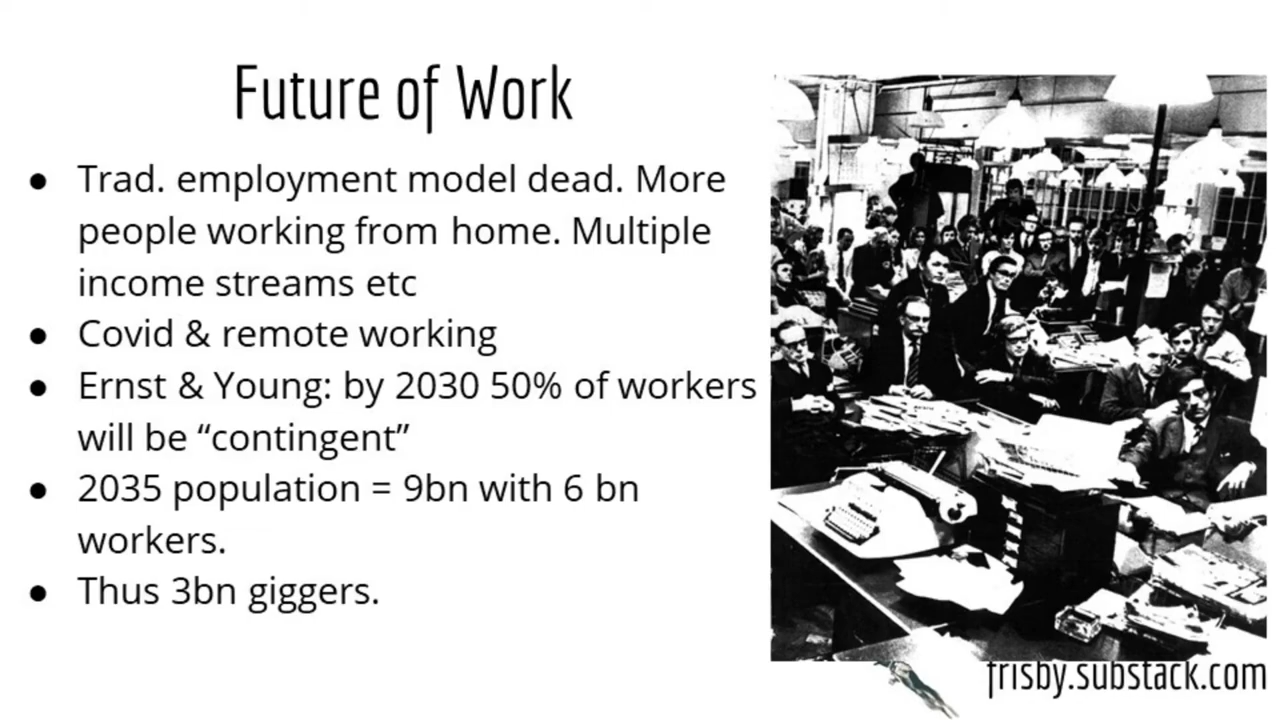 Future of Work
● Trad. employment model dead. More
people working from home. Multiple
income streams etc
● Covid & remote working
● Ernst & Young: by 2030 50% of workers
will be “contingent”
● 2035 population = 9bn with 6 bn
workers.
● Thus 3bn giggers.
frisby.substack.com